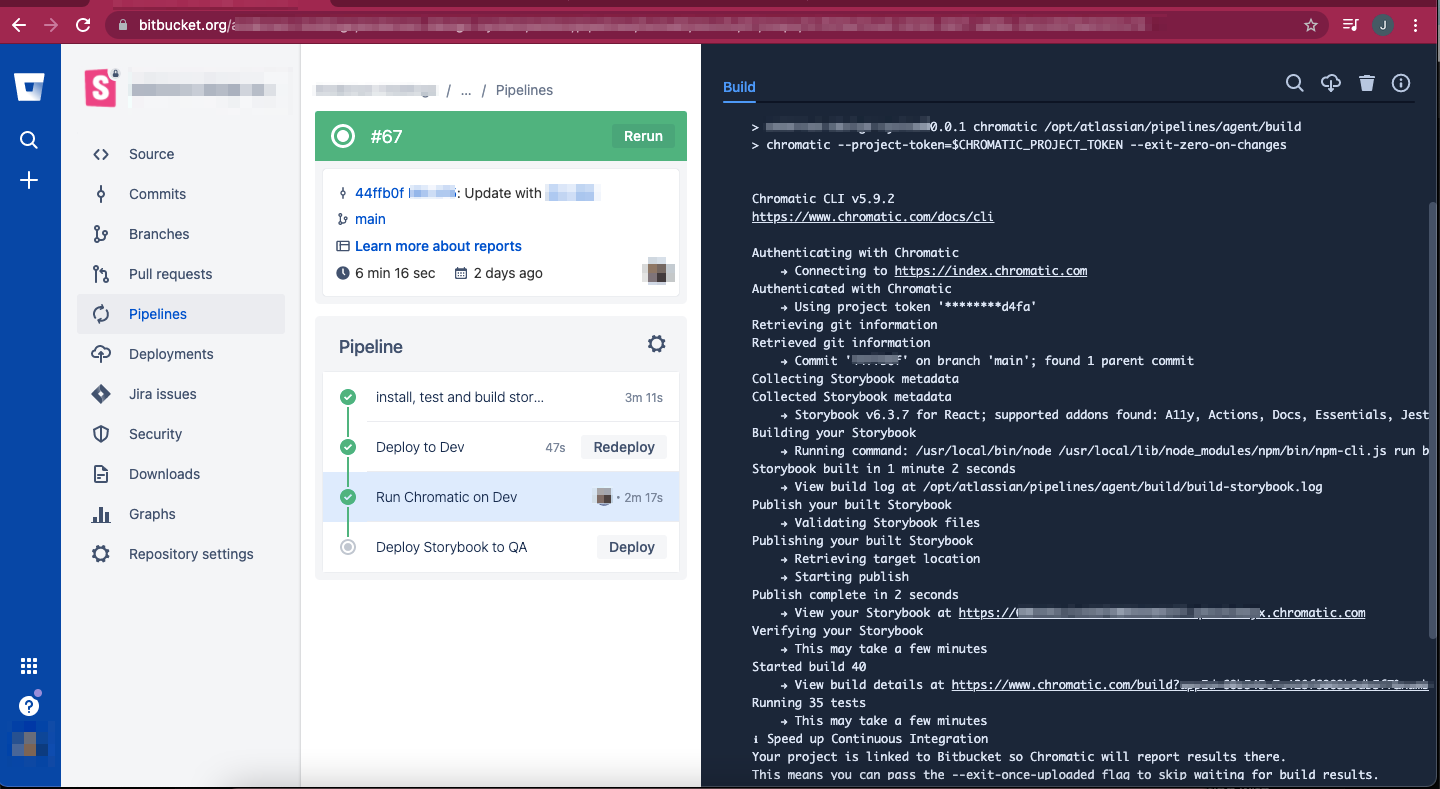 bitbucket.org/
J
S
Source
Commits
Branches
Pull requests
Pipelines
Deployments
Jira issues
Security
Downloads
Graphs
Repository settings
/ ... / Pipelines
#67
Rerun
44ffb0f : Update with
main
Learn more about reports
6 min 16 sec 2 days ago
Pipeline
install, test and build stor... 3m 11s
Deploy to Dev 47s Redeploy
Run Chromatic on Dev • 2m 17s
Deploy Storybook to QA Deploy
Build
> 0.0.1 chromatic /opt/atlassian/pipelines/agent/build
> chromatic --project-token=$CHROMATIC_PROJECT_TOKEN --exit-zero-on-changes
Chromatic CLI v5.9.2
https://www.chromatic.com/docs/cli
Authenticating with Chromatic
→ Connecting to https://index.chromatic.com
Authenticated with Chromatic
→ Using project token '********d4fa'
Retrieving git information
Retrieved git information
→ Commit ' ' on branch 'main'; found 1 parent commit
Collecting Storybook metadata
Collected Storybook metadata
→ Storybook v6.3.7 for React; supported addons found: A11y, Actions, Docs, Essentials, Jest
Building your Storybook
→ Running command: /usr/local/bin/node /usr/local/lib/node_modules/npm/bin/npm-cli.js run b
Storybook built in 1 minute 2 seconds
→ View build log at /opt/atlassian/pipelines/agent/build/build-storybook.log
Publish your built Storybook
→ Validating Storybook files
Publishing your built Storybook
→ Retrieving target location
→ Starting publish
Publish complete in 2 seconds
→ View your Storybook at https:// x.chromatic.com
Verifying your Storybook
→ This may take a few minutes
Started build 40
→ View build details at https://www.chromatic.com/build?
Running 35 tests
→ This may take a few minutes
ℹ Speed up Continuous Integration
Your project is linked to Bitbucket so Chromatic will report results there.
This means you can pass the --exit-once-uploaded flag to skip waiting for build results.